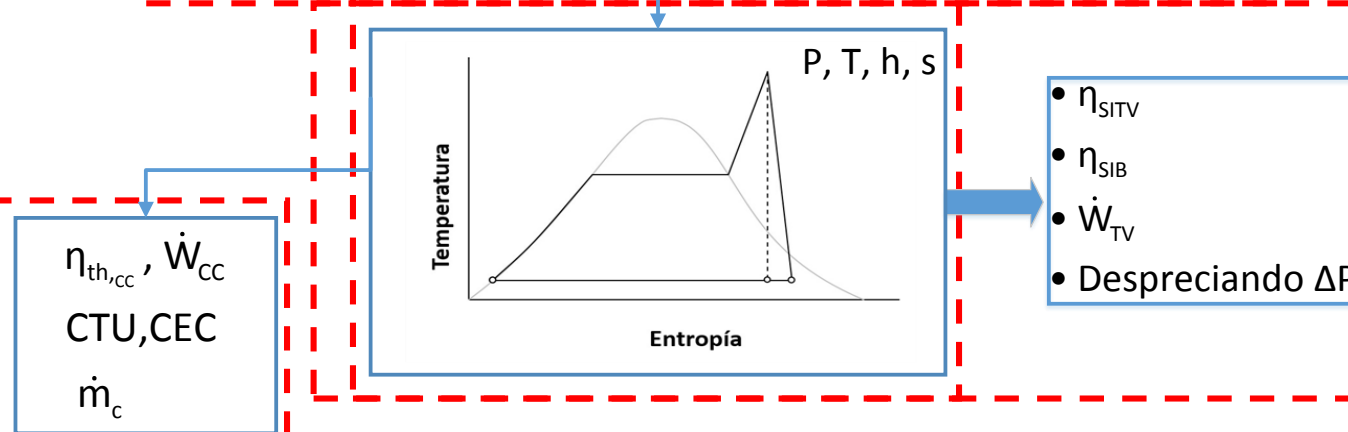 P, T, h, s
Temperatura
Entropía
η_th,cc , Ẇ_CC
CTU,CEC
ṁ_c
• η_SITV
• η_SIB
• Ẇ_TV
• Despreciando ΔP